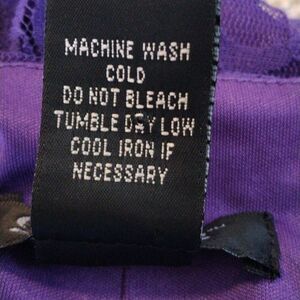 MACHINE WASH
COLD
DO NOT BLEACH
TUMBLE DRY LOW
COOL IRON IF
NECESSARY